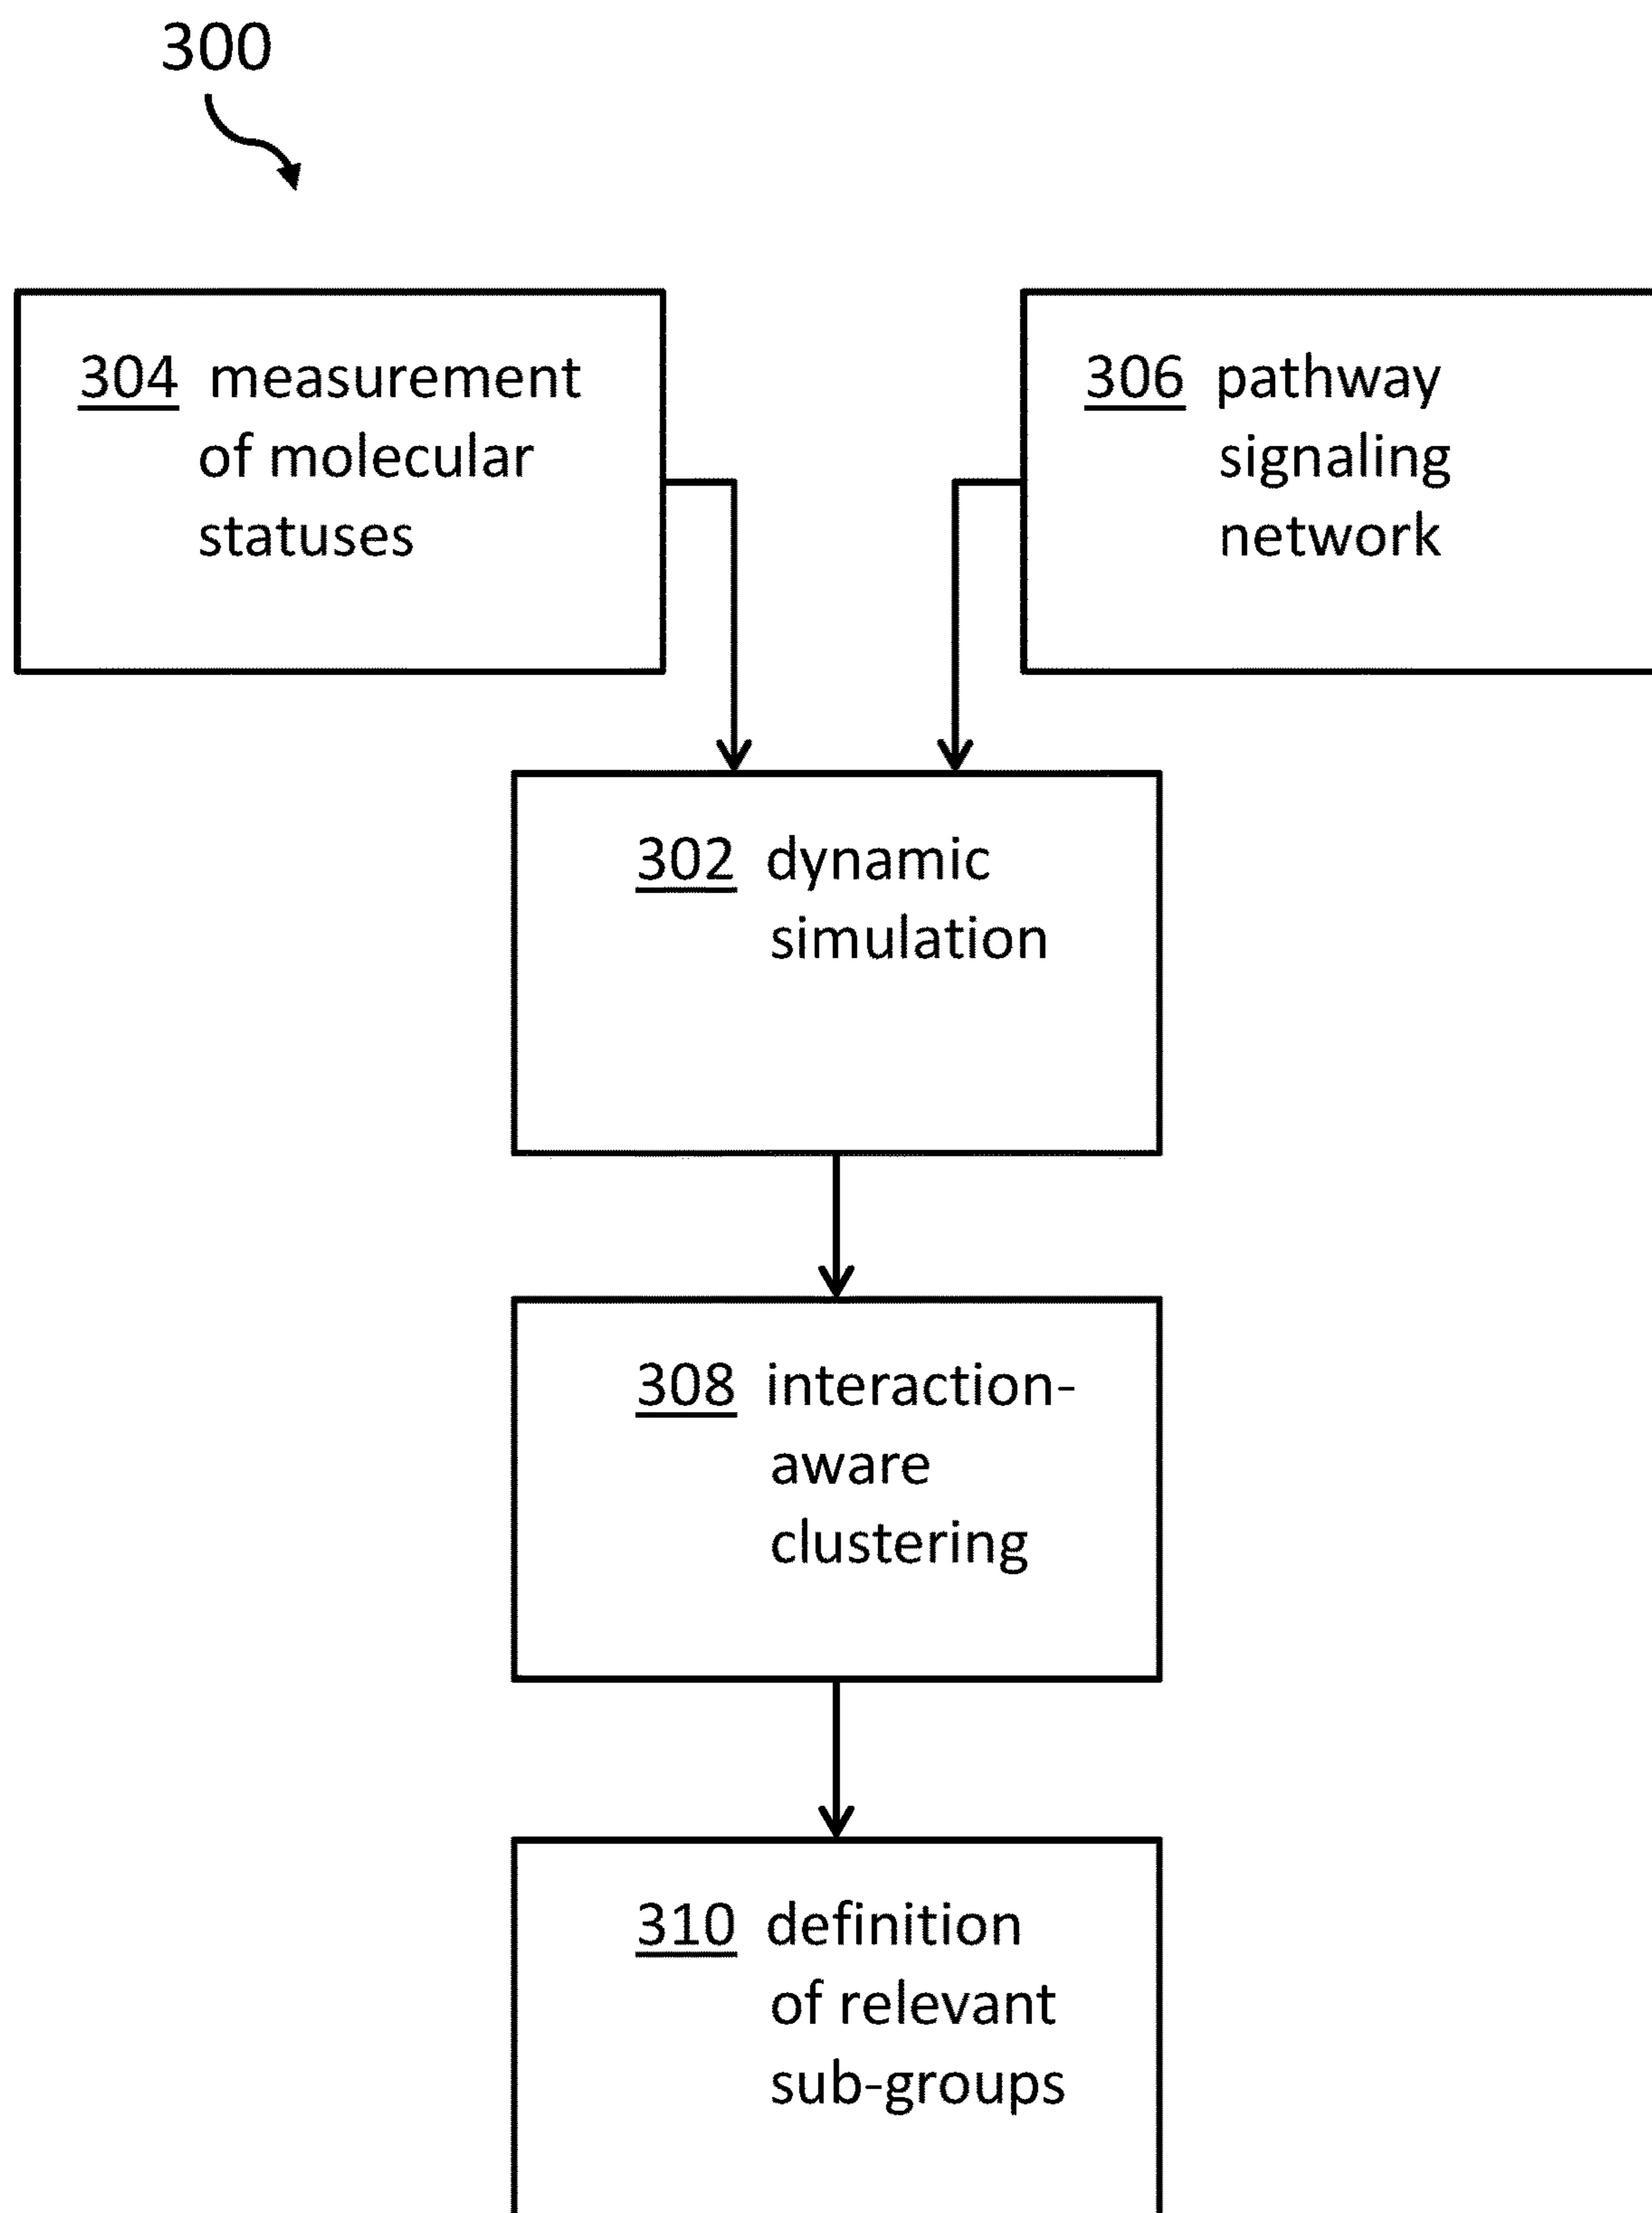 300
304 measurement
of molecular
statuses
306 pathway
signaling
network
302 dynamic
simulation
308 interaction-
aware
clustering
310 definition
of relevant
sub-groups